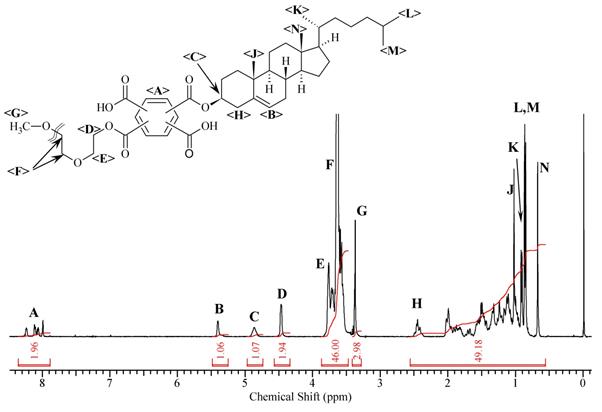 <K>
<L>
<N>
<M>
<C>
<J>
<A>
H
H H
H
HO
O
O
O
<H> <B>
<G>
H3C
O
<D>
O
OH
O
O
<F>
O
<E>
L,M
F
K
N
G
J
E
D
A
B
C
H
1.96
1.06
1.07
1.94
46.00
2.98
49.18
8 7 6 5 4 3 2 1 0
Chemical Shift (ppm)